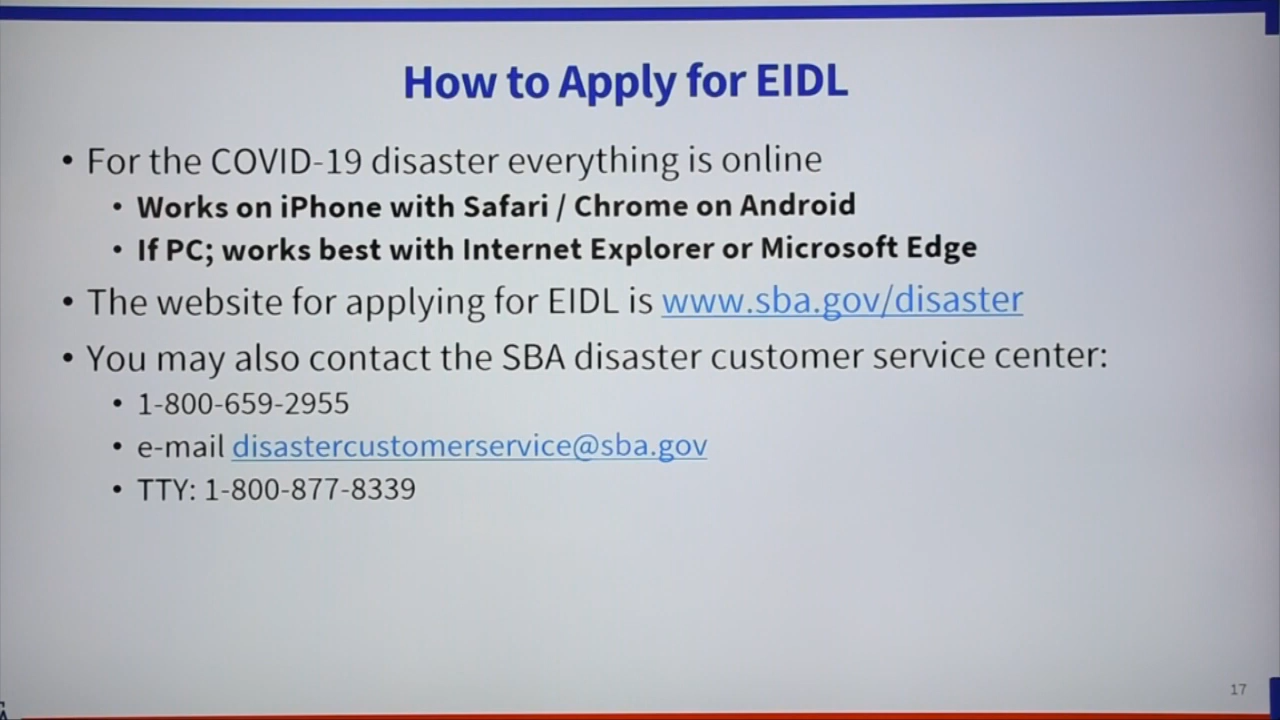 How to Apply for EIDL
• For the COVID-19 disaster everything is online
• Works on iPhone with Safari / Chrome on Android
• If PC; works best with Internet Explorer or Microsoft Edge
• The website for applying for EIDL is www.sba.gov/disaster
• You may also contact the SBA disaster customer service center:
• 1-800-659-2955
• e-mail disastercustomerservice@sba.gov
• TTY: 1-800-877-8339
17